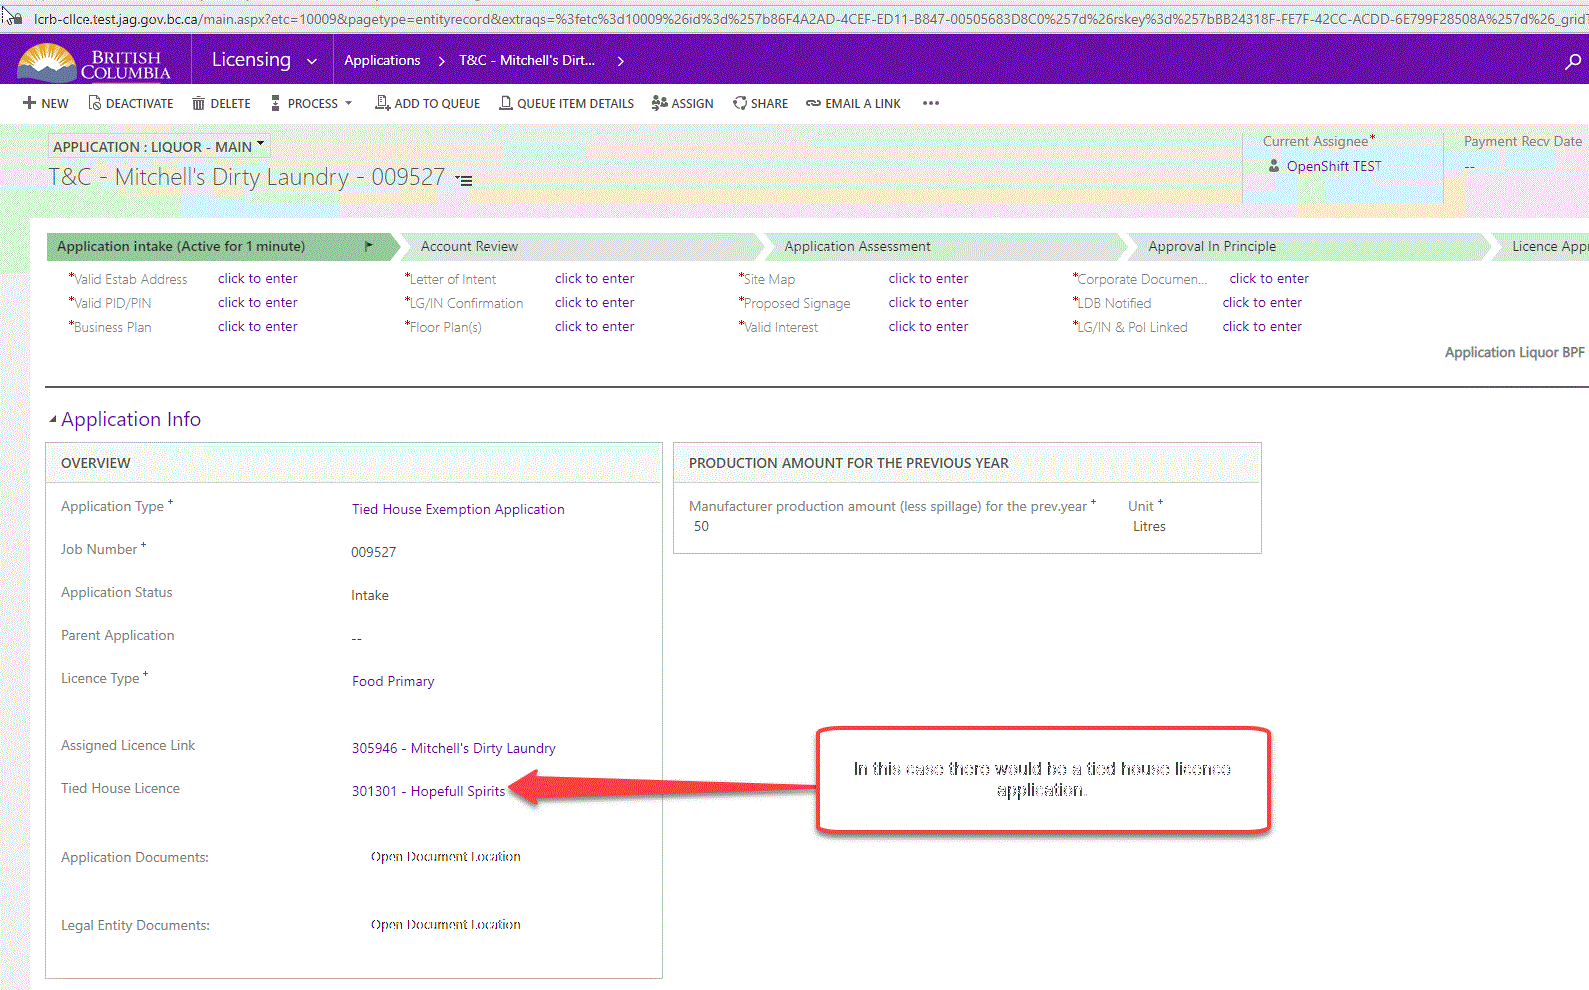 lcrb-cllce.test.jag.gov.bc.ca/main.aspx?etc=10009&pagetype=entityrecord&extraqs=%3fetc%3d10009%26id%3d%257b86F4A2AD-4CEF-ED11-B847-00505683D8C0%257d%26rskey%3d%257bBB24318F-FE7F-42CC-ACDD-6E799F28508A%257d%26_gridT
BRITISH COLUMBIA
Licensing Applications T&C - Mitchell's Dirt...
NEW DEACTIVATE DELETE PROCESS ADD TO QUEUE QUEUE ITEM DETAILS ASSIGN SHARE EMAIL A LINK •••
APPLICATION : LIQUOR - MAIN
T&C - Mitchell's Dirty Laundry - 009527
Current Assignee* Payment Recv Date
OpenShift TEST --
Application intake (Active for 1 minute) Account Review Application Assessment Approval In Principle Licence Appr
*Valid Estab Address click to enter *Letter of Intent click to enter *Site Map click to enter *Corporate Documen... click to enter
*Valid PID/PIN click to enter *LG/IN Confirmation click to enter *Proposed Signage click to enter *LDB Notified click to enter
*Business Plan click to enter *Floor Plan(s) click to enter *Valid Interest click to enter *LG/IN & Pol Linked click to enter
Application Liquor BPF
Application Info
OVERVIEW
Application Type + Tied House Exemption Application
Job Number + 009527
Application Status Intake
Parent Application --
Licence Type + Food Primary
Assigned Licence Link 305946 - Mitchell's Dirty Laundry
Tied House Licence 301301 - Hopefull Spirits
Application Documents: Open Document Location
Legal Entity Documents: Open Document Location
PRODUCTION AMOUNT FOR THE PREVIOUS YEAR
Manufacturer production amount (less spillage) for the prev.year + Unit +
50 Litres
In this case there would be a tied house licence
application.